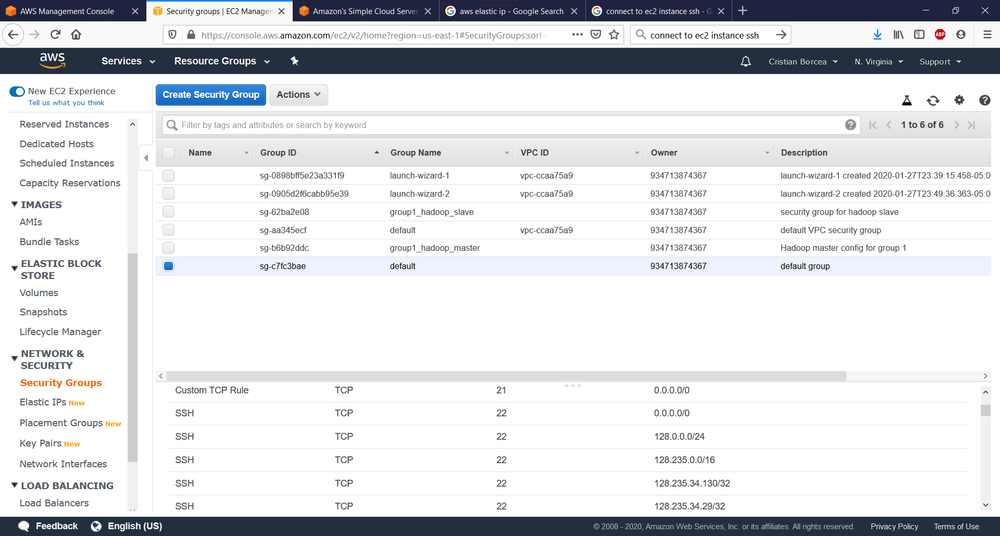 AWS Management Console
Security groups | EC2 Managem
Amazon's Simple Cloud Server
aws elastic ip - Google Search
connect to ec2 instance ssh - G
https://console.aws.amazon.com/ec2/v2/home?region=us-east-1#SecurityGroups:sort=
connect to ec2 instance ssh
ABP
aws
Services
Resource Groups
Cristian Borcea
N. Virginia
Support
New EC2 Experience
Tell us what you think
Reserved Instances
Dedicated Hosts
Scheduled Instances
Capacity Reservations
IMAGES
AMIs
Bundle Tasks
ELASTIC BLOCK
STORE
Volumes
Snapshots
Lifecycle Manager
NETWORK &
SECURITY
Security Groups
Elastic IPs New
Placement Groups New
Key Pairs New
Network Interfaces
LOAD BALANCING
Load Balancers
Create Security Group
Actions
Filter by tags and attributes or search by keyword
1 to 6 of 6
Name Group ID Group Name VPC ID Owner Description
sg-0898bff5e23a331f9 launch-wizard-1 vpc-ccaa75a9 934713874367 launch-wizard-1 created 2020-01-27T23:39:15.458-05:0
sg-0905d2f6cabb95e39 launch-wizard-2 vpc-ccaa75a9 934713874367 launch-wizard-2 created 2020-01-27T23:49:36.363-05:0
sg-62ba2e08 group1_hadoop_slave 934713874367 security group for hadoop slave
sg-aa345ecf default vpc-ccaa75a9 934713874367 default VPC security group
sg-b6b92ddc group1_hadoop_master 934713874367 Hadoop master config for group 1
sg-c7fc3bae default 934713874367 default group
Custom TCP Rule TCP 21 0.0.0.0/0
SSH TCP 22 0.0.0.0/0
SSH TCP 22 128.0.0.0/24
SSH TCP 22 128.235.0.0/16
SSH TCP 22 128.235.34.130/32
SSH TCP 22 128.235.34.29/32
Feedback
English (US)
© 2008 - 2020, Amazon Web Services, Inc. or its affiliates. All rights reserved.
Privacy Policy
Terms of Use